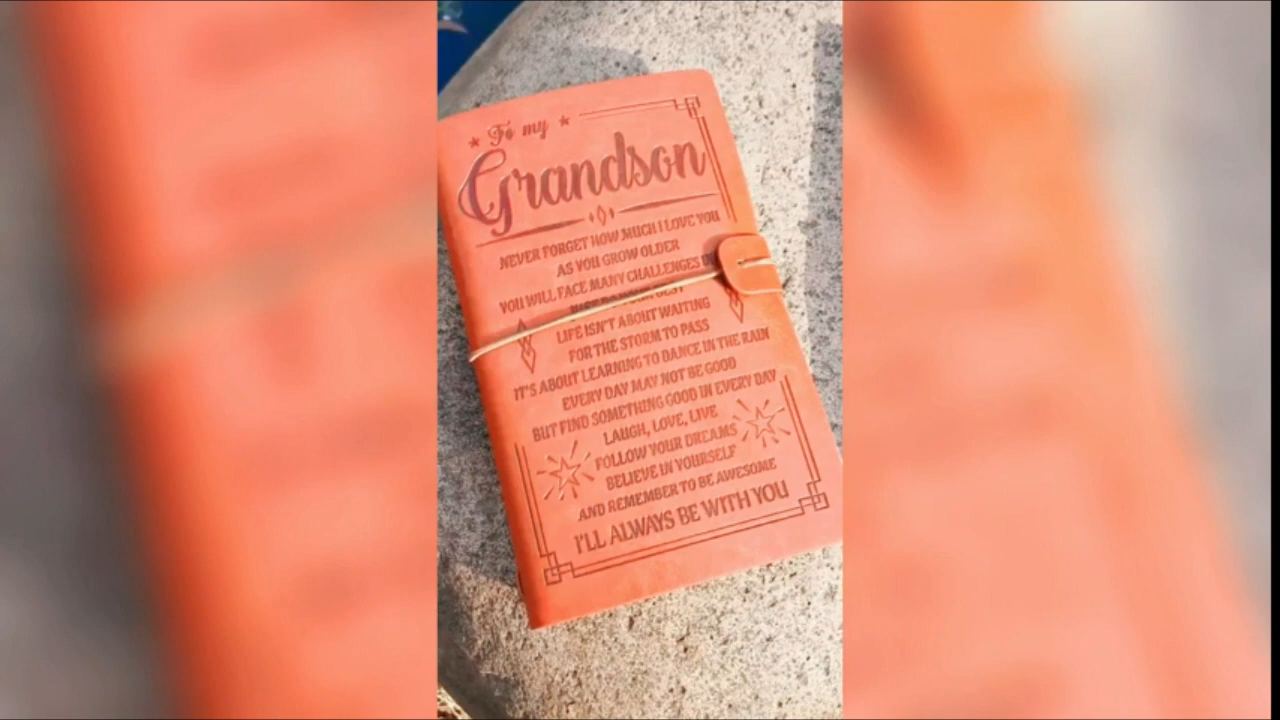 To my
Grandson
NEVER FORGET HOW MUCH I LOVE YOU
AS YOU GROW OLDER
YOU WILL FACE MANY CHALLENGES
YOUR BEST
LIFE ISN'T ABOUT WAITING
FOR THE STORM TO PASS
IT'S ABOUT LEARNING TO DANCE IN THE RAIN
EVERY DAY MAY NOT BE GOOD
BUT FIND SOMETHING GOOD IN EVERY DAY
LAUGH, LOVE, LIVE
FOLLOW YOUR DREAMS
BELIEVE IN YOURSELF
AND REMEMBER TO BE AWESOME
I'LL ALWAYS BE WITH YOU